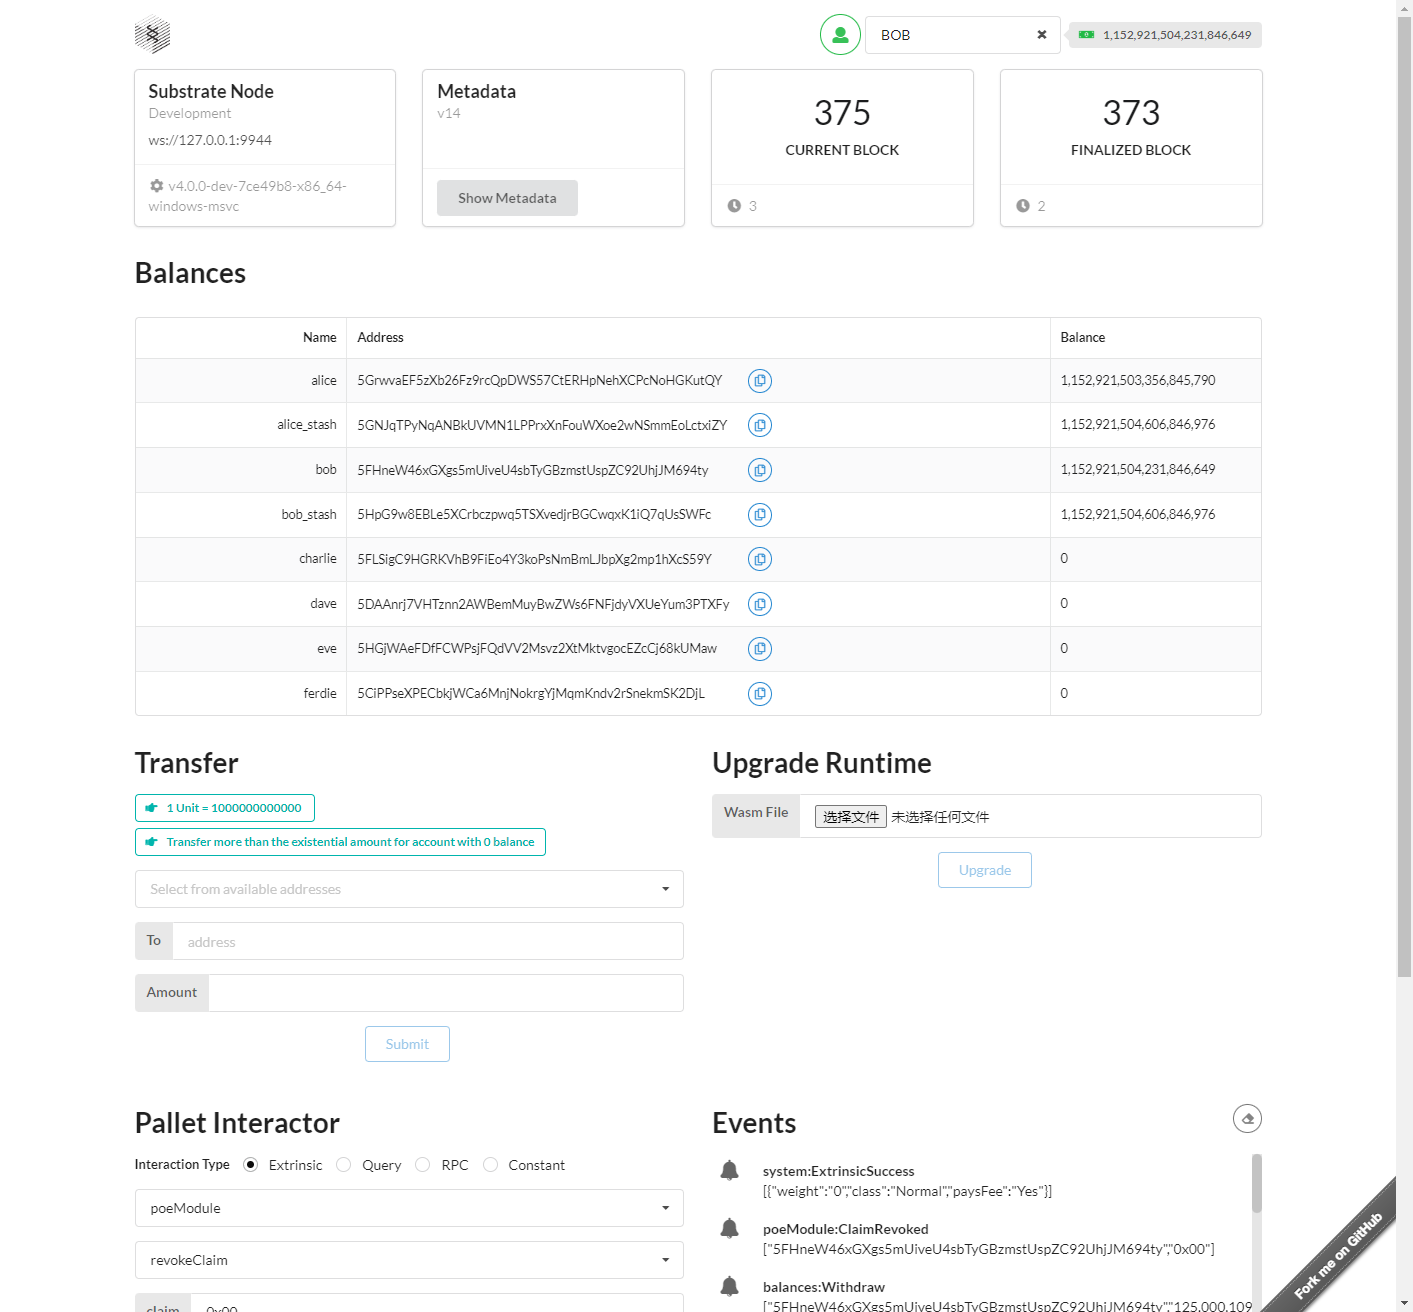 BOB
1,152,921,504,231,846,649
Substrate Node
Development
ws://127.0.0.1:9944
v4.0.0-dev-7ce49b8-x86_64-
windows-msvc
Metadata
v14
Show Metadata
375
CURRENT BLOCK
3
373
FINALIZED BLOCK
2
Balances
Name Address Balance
alice 5GrwvaEF5zXb26Fz9rcQpDWS57CtERHpNehXCPcNoHGKutQY 1,152,921,503,356,845,790
alice_stash 5GNJqTPyNqANBkUVMN1LPPrxXnFouWXoe2wNSmmEoLctxiZY 1,152,921,504,606,846,976
bob 5FHneW46xGXgs5mUiveU4sbTyGBzmstUspZC92UhjJM694ty 1,152,921,504,231,846,649
bob_stash 5HpG9w8EBLe5XCrbczpwq5TSXvedjrBGCwqxK1iQ7qUsSWFc 1,152,921,504,606,846,976
charlie 5FLSigC9HGRKVhB9FiEo4Y3koPsNmBmLJbpXg2mp1hXcS59Y 0
dave 5DAAnrj7VHTznn2AWBemMuyBwZWs6FNFjdyVXUeYum3PTXFy 0
eve 5HGjWAeFDfFCWPsjFQdVV2Msvz2XtMktvgocEZcCj68kUMaw 0
ferdie 5CiPPseXPECbkjWCa6MnjNokrgYjMqmKndv2rSnekmSK2DjL 0
Transfer
1 Unit = 1000000000000
Transfer more than the existential amount for account with 0 balance
Select from available addresses
To address
Amount
Submit
Upgrade Runtime
Wasm File 选择文件 未选择任何文件
Upgrade
Pallet Interactor
Interaction Type Extrinsic Query RPC Constant
poeModule
revokeClaim
claim 0x00
Events
system:ExtrinsicSuccess
[{"weight":"0","class":"Normal","paysFee":"Yes"}]
poeModule:ClaimRevoked
["5FHneW46xGXgs5mUiveU4sbTyGBzmstUspZC92UhjJM694ty","0x00"]
balances:Withdraw
["5FHneW46xGXgs5mUiveU4sbTyGBzmstUspZC92UhjJM694ty","125,000,109
Fork me on GitHub